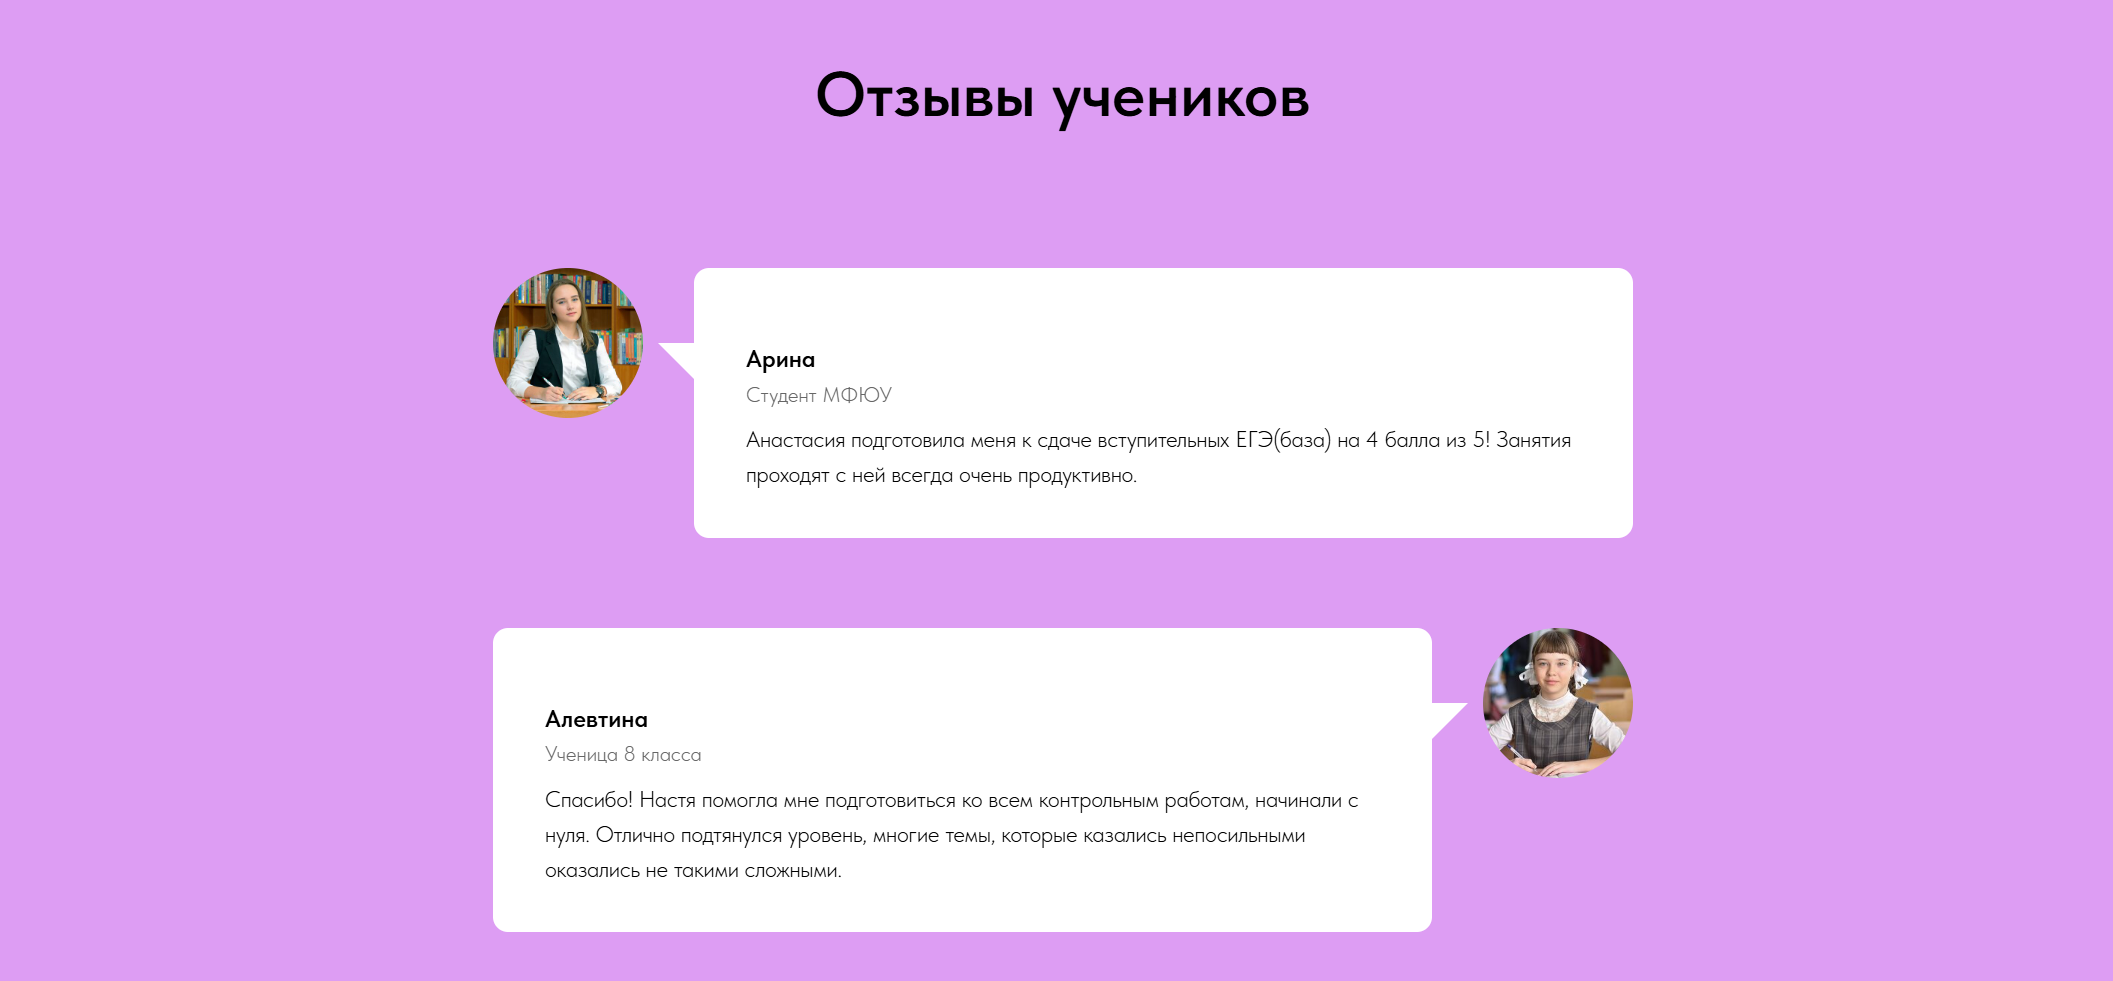 Отзывы учеников
Арина
Студент МФЮУ
Анастасия подготовила меня к сдаче вступительных ЕГЭ(база) на 4 балла из 5! Занятия
проходят с ней всегда очень продуктивно.
Алевтина
Ученица 8 класса
Спасибо! Настя помогла мне подготовиться ко всем контрольным работам, начинали с
нуля. Отлично подтянулся уровень, многие темы, которые казались непосильными
оказались не такими сложными.